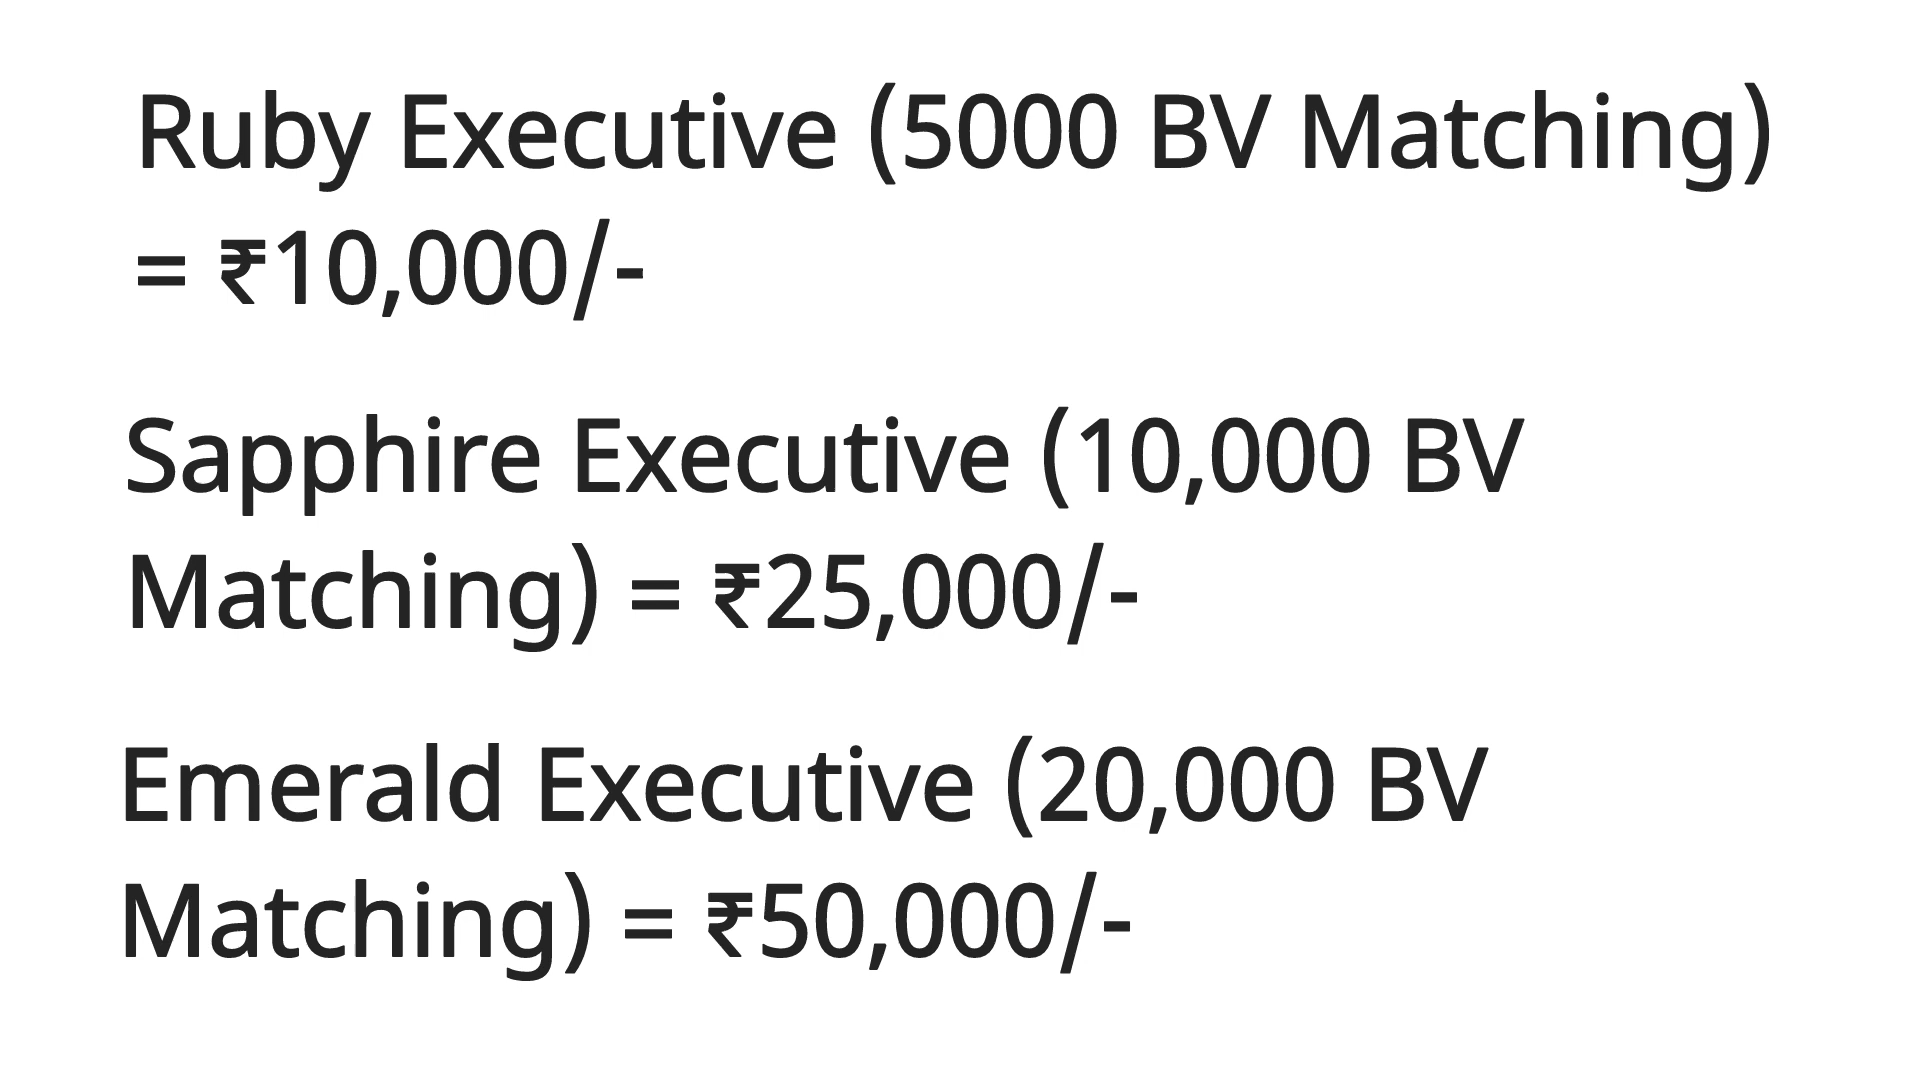 Ruby Executive (5000 BV Matching)
= ₹10,000/-
Sapphire Executive (10,000 BV
Matching) = ₹25,000/-
Emerald Executive (20,000 BV
Matching) = ₹50,000/-